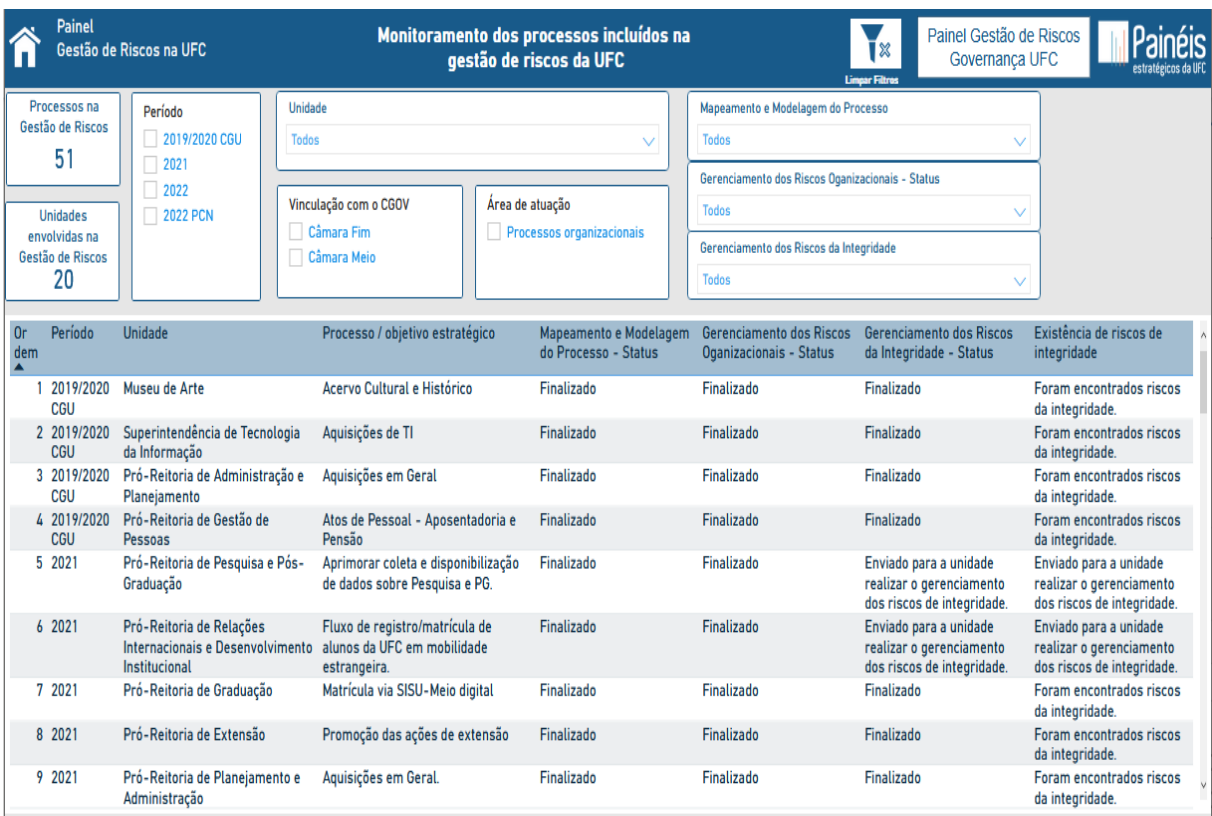 Painel
Gestão de Riscos na UFC
Monitoramento dos processos incluídos na
gestão de riscos da UFC
Limpar Filtros
Painel Gestão de Riscos
Governança UFC
Painéis
estratégicos da UFC
Processos na
Gestão de Riscos
51
Unidades
envolvidas na
Gestão de Riscos
20
Período
2019/2020 CGU
2021
2022
2022 PCN
Unidade
Todos
Vinculação com o CGOV
Câmara Fim
Câmara Meio
Área de atuação
Processos organizacionais
Mapeamento e Modelagem do Processo
Todos
Gerenciamento dos Riscos Oganizacionais - Status
Todos
Gerenciamento dos Riscos da Integridade
Todos
Or
dem
Período
Unidade
Processo / objetivo estratégico
Mapeamento e Modelagem
do Processo - Status
Gerenciamento dos Riscos
Oganizacionais - Status
Gerenciamento dos Riscos
da Integridade - Status
Existência de riscos de
integridade
1 2019/2020 Museu de Arte Acervo Cultural e Histórico Finalizado Finalizado Finalizado Foram encontrados riscos
CGU da integridade.
2 2019/2020 Superintendência de Tecnologia Aquisições de TI Finalizado Finalizado Finalizado Foram encontrados riscos
CGU da Informação da integridade.
3 2019/2020 Pró-Reitoria de Administração e Aquisições em Geral Finalizado Finalizado Finalizado Foram encontrados riscos
CGU Planejamento da integridade.
4 2019/2020 Pró-Reitoria de Gestão de Atos de Pessoal - Aposentadoria e Finalizado Finalizado Finalizado Foram encontrados riscos
CGU Pessoas Pensão da integridade.
5 2021 Pró-Reitoria de Pesquisa e Pós- Aprimorar coleta e disponibilização Finalizado Finalizado Enviado para a unidade Enviado para a unidade
Graduação de dados sobre Pesquisa e PG. realizar o gerenciamento realizar o gerenciamento
dos riscos de integridade. dos riscos de integridade.
6 2021 Pró-Reitoria de Relações Fluxo de registro/matrícula de Finalizado Finalizado Enviado para a unidade Enviado para a unidade
Internacionais e Desenvolvimento alunos da UFC em mobilidade realizar o gerenciamento realizar o gerenciamento
Institucional estrangeira. dos riscos de integridade. dos riscos de integridade.
7 2021 Pró-Reitoria de Graduação Matrícula via SISU-Meio digital Finalizado Finalizado Finalizado Foram encontrados riscos
da integridade.
8 2021 Pró-Reitoria de Extensão Promoção das ações de extensão Finalizado Finalizado Finalizado Foram encontrados riscos
da integridade.
9 2021 Pró-Reitoria de Planejamento e Aquisições em Geral. Finalizado Finalizado Finalizado Foram encontrados riscos
Administração da integridade.